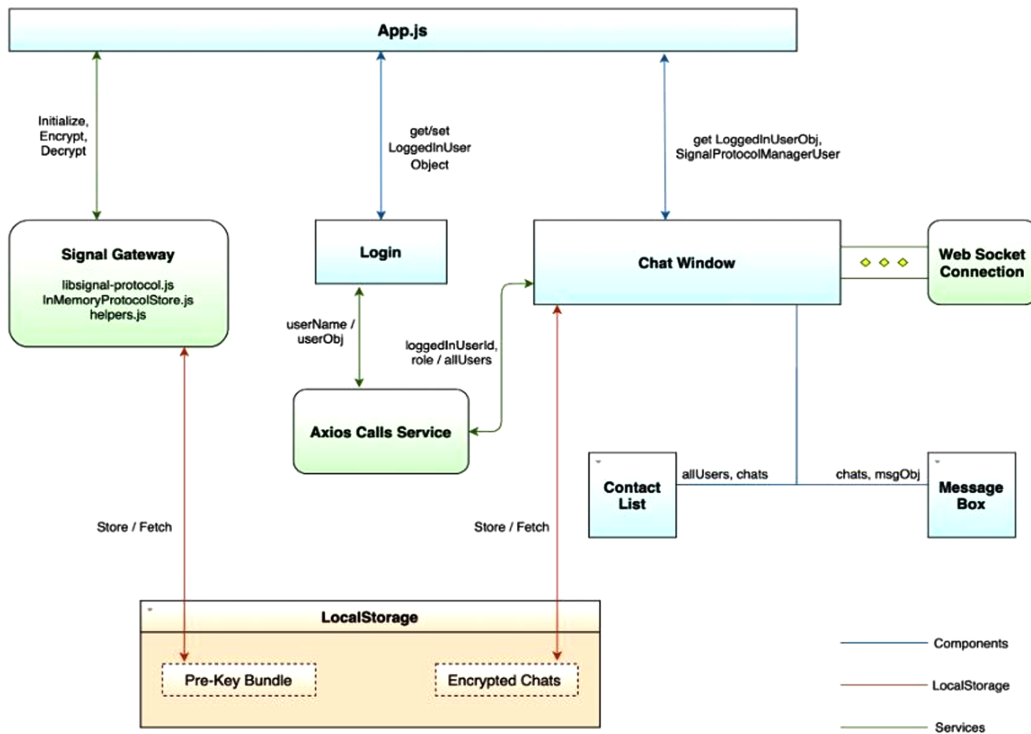 App.js
Initialize,
Encrypt,
Decrypt
get/set
LoggedInUser
Object
get LoggedInUserObj,
SignalProtocolManagerUser
Signal Gateway
libsignal-protocol.js
InMemoryProtocolStore.js
helpers.js
Login
Chat Window
Web Socket
Connection
userName /
userObj
loggedInUserId,
role / allUsers
Axios Calls Service
Contact
List
allUsers, chats
chats, msgObj
Message
Box
Store / Fetch
Store / Fetch
LocalStorage
Pre-Key Bundle
Encrypted Chats
Components
LocalStorage
Services